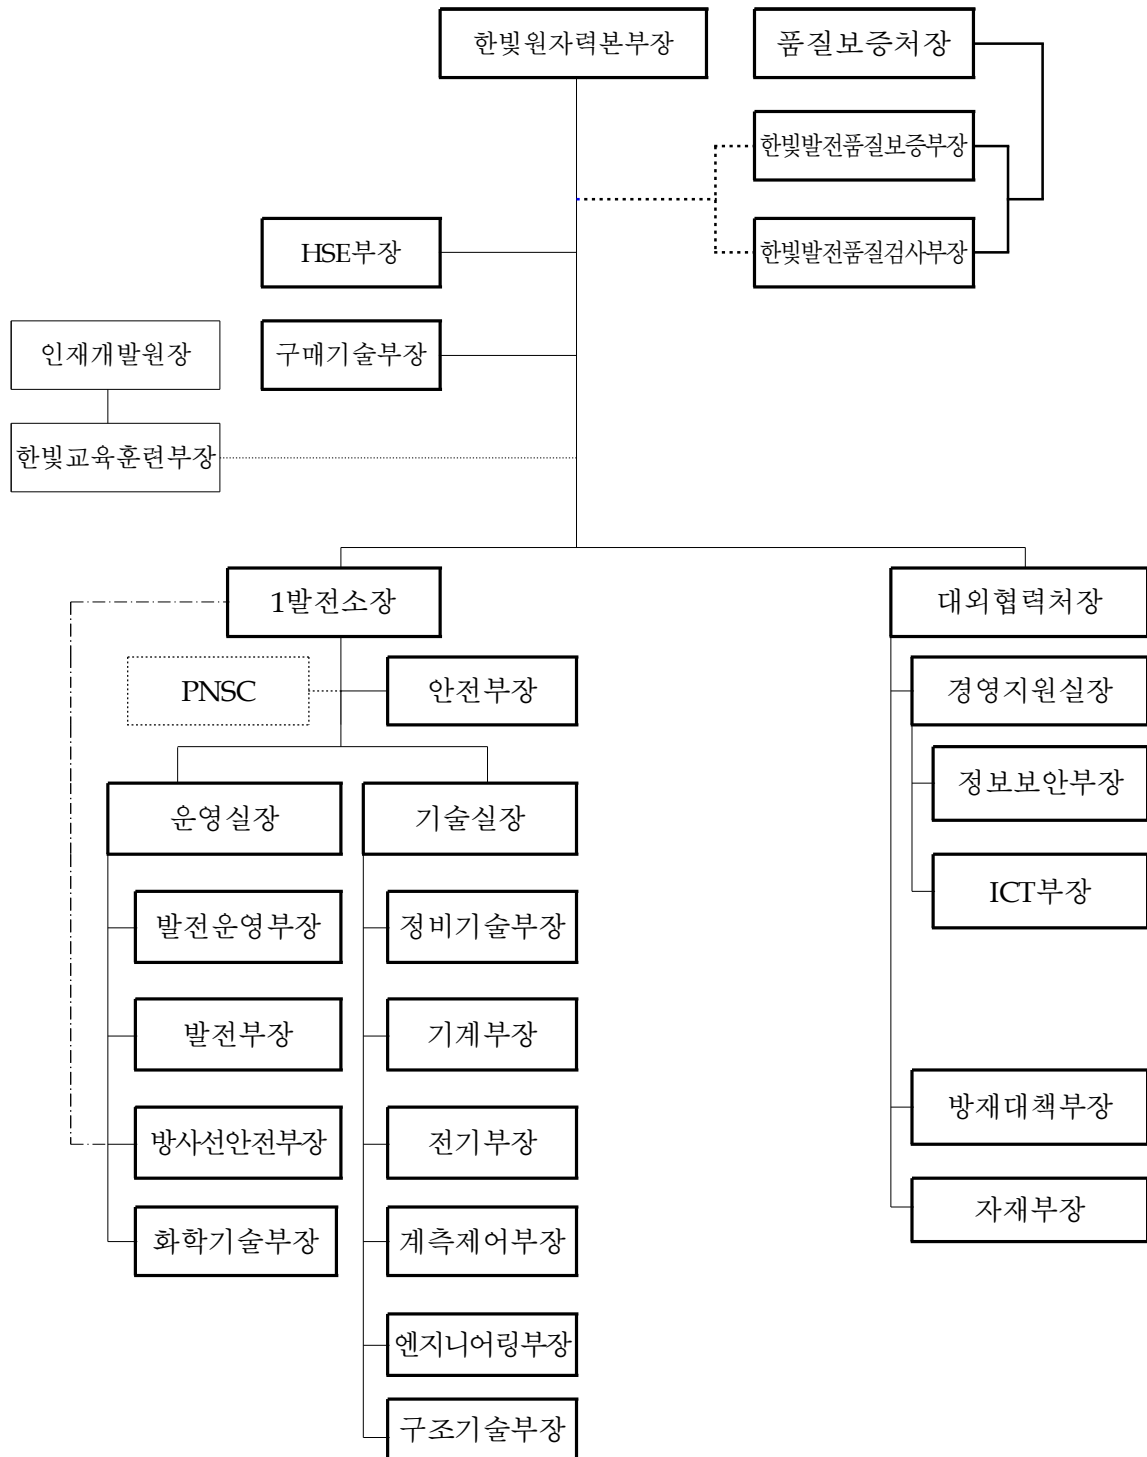 한빛원자력본부장
품질보증처장
한빛발전품질보증부장
한빛발전품질검사부장
HSE부장
구매기술부장
인재개발원장
한빛교육훈련부장
1발전소장
대외협력처장
PNSC
안전부장
경영지원실장
정보보안부장
ICT부장
운영실장
기술실장
발전운영부장
정비기술부장
발전부장
기계부장
방사선안전부장
전기부장
화학기술부장
계측제어부장
엔지니어링부장
구조기술부장
방재대책부장
자재부장